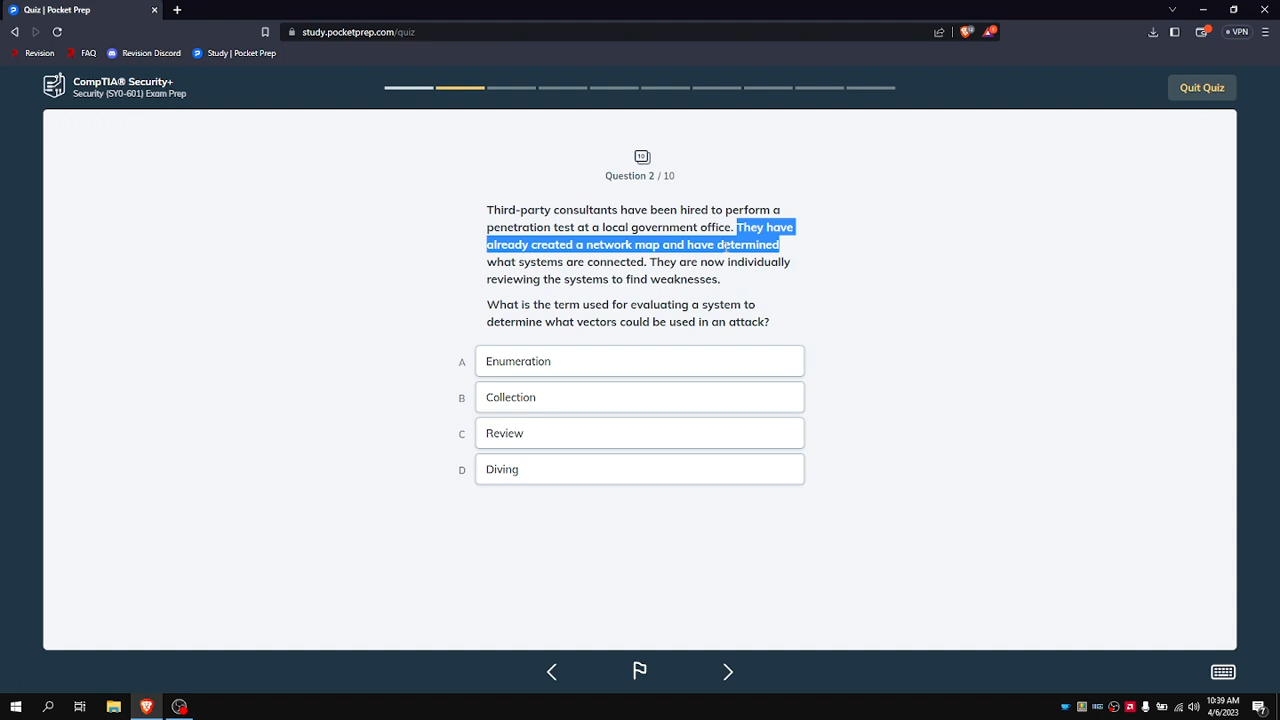 Quiz | Pocket Prep
study.pocketprep.com/quiz
VPN
Revision
FAQ
Revision Discord
Study | Pocket Prep
CompTIA® Security+
Security (SY0-601) Exam Prep
Quit Quiz
10
Question 2 / 10
Third-party consultants have been hired to perform a
penetration test at a local government office. They have
already created a network map and have determined
what systems are connected. They are now individually
reviewing the systems to find weaknesses.
What is the term used for evaluating a system to
determine what vectors could be used in an attack?
A Enumeration
B Collection
C Review
D Diving
10:39 AM
4/6/2023